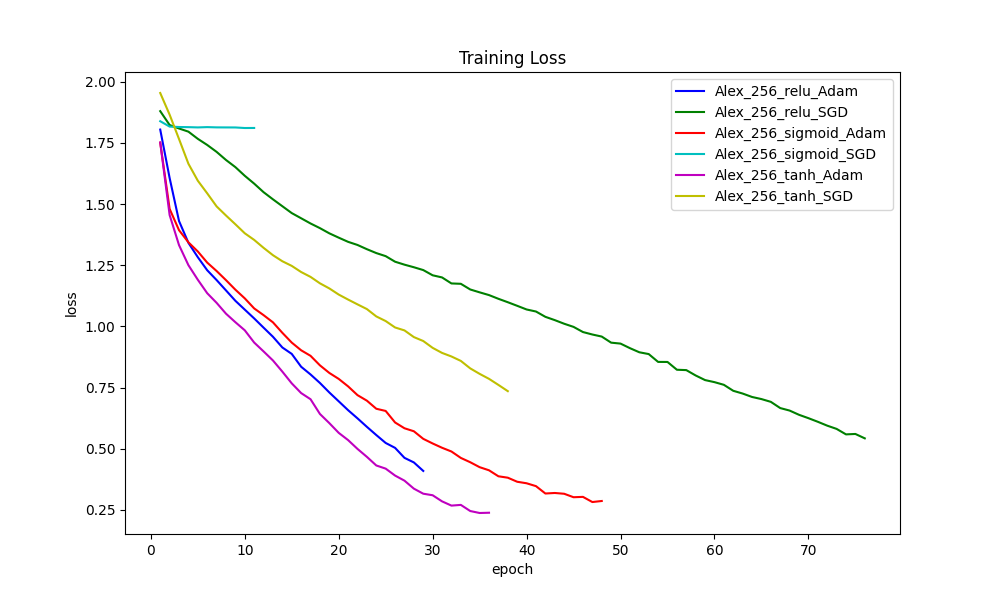 Training Loss
2.00
1.75
1.50
1.25
1.00
0.75
0.50
0.25
loss
Alex_256_relu_Adam
Alex_256_relu_SGD
Alex_256_sigmoid_Adam
Alex_256_sigmoid_SGD
Alex_256_tanh_Adam
Alex_256_tanh_SGD
0 10 20 30 40 50 60 70
epoch